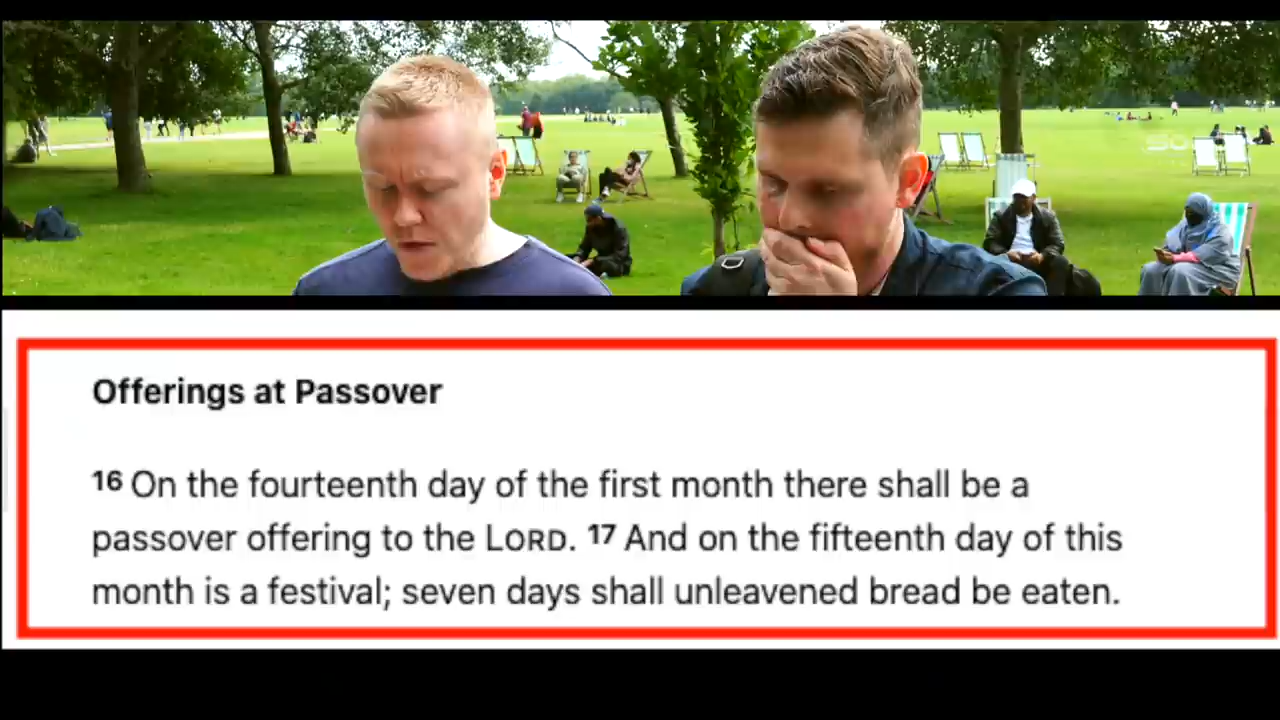 Offerings at Passover
16 On the fourteenth day of the first month there shall be a
passover offering to the LORD. 17 And on the fifteenth day of this
month is a festival; seven days shall unleavened bread be eaten.